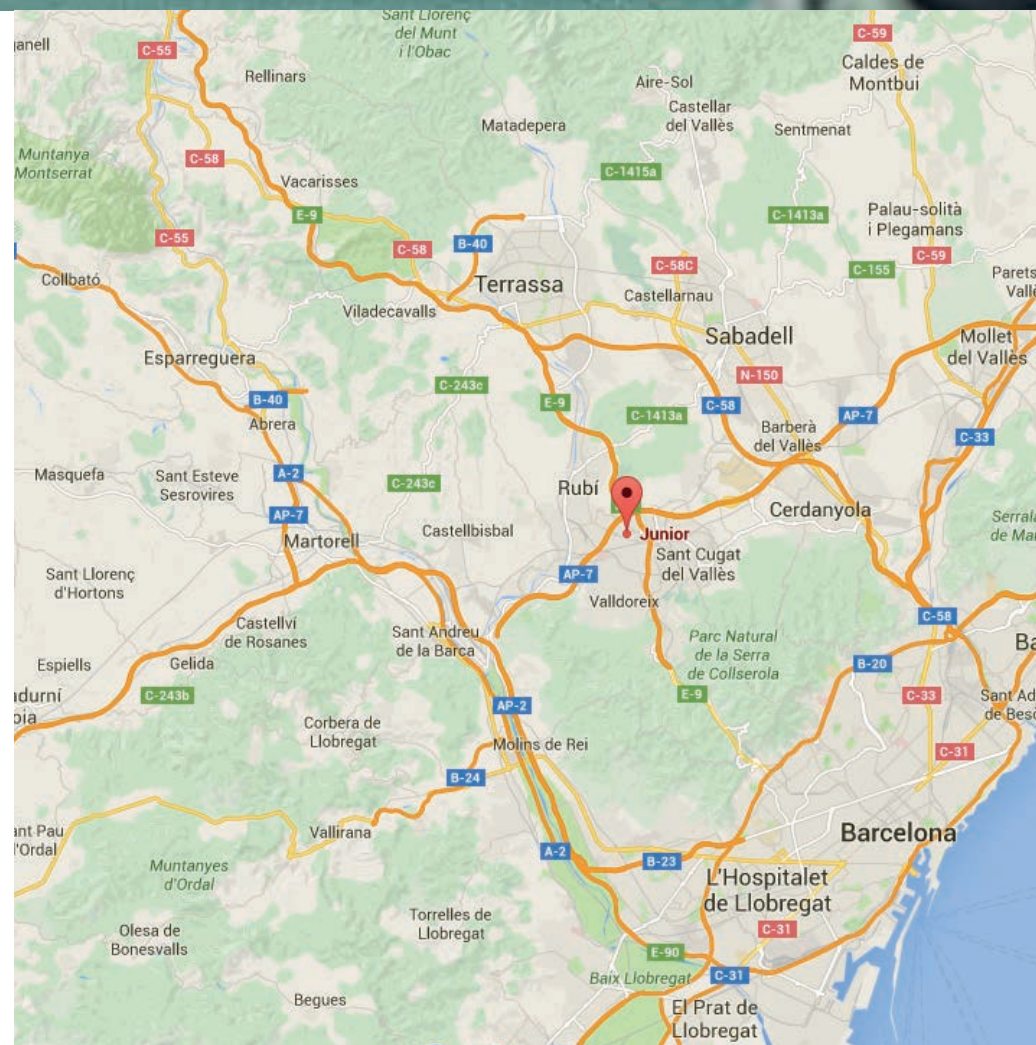 Sant Llorenç
del Munt
i l'Obac
C-59
anell
C-55
Caldes de
Montbui
Rellinars
Aire-Sol
Castellar
del Vallès
Matadepera
Sentmenat
Muntanya
Montserrat
C-58
C-1415a
Vacarisses
E-9
C-1413a
Palau-solità
i Plegamans
C-55
C-58
B-40
C-59
C-58C
C-155
Collbató
Terrassa
Castellarnau
Parets
Vallè
Viladecavalls
Sabadell
Mollet
del Vallès
Esparreguera
C-243c
N-150
B-40
E-9
C-58
C-1413a
AP-7
Abrera
Barberà
del Vallès
C-33
Masquefa
Sant Esteve
Sesrovires
A-2
C-243c
Rubí
AP-7
Cerdanyola
Castellbisbal
Junior
Serrala
de Mar
Martorell
Sant Cugat
del Vallès
Sant Llorenç
d'Hortons
AP-7
Valldoreix
Castellví
de Rosanes
Sant Andreu
de la Barca
C-58
Parc Natural
de la Serra
de Collserola
Ba
Espiells
Gelida
B-20
adurní
oia
C-243b
E-9
C-33
Sant Ad
de Besò
AP-2
Corbera de
Llobregat
Molins de Rei
C-31
B-24
ant Pau
'Ordal
Vallirana
Barcelona
A-2
B-23
Muntanyes
d'Ordal
L'Hospitalet
de Llobregat
Torrelles de
Llobregat
Olesa de
Bonesvalls
C-31
E-90
Baix Llobregat
C-31
Begues
El Prat de
Llobregat